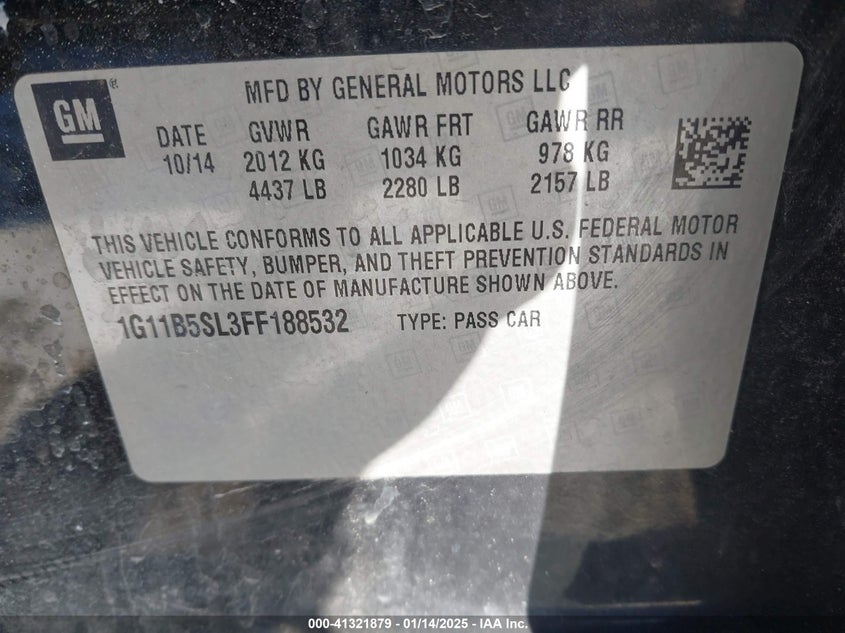 GM
MFD BY GENERAL MOTORS LLC
DATE GVWR GAWR FRT GAWR RR
10/14 2012 KG 1034 KG 978 KG
4437 LB 2280 LB 2157 LB
THIS VEHICLE CONFORMS TO ALL APPLICABLE U.S. FEDERAL MOTOR
VEHICLE SAFETY, BUMPER, AND THEFT PREVENTION STANDARDS IN
EFFECT ON THE DATE OF MANUFACTURE SHOWN ABOVE.
1G11B5SL3FF188532 TYPE: PASS CAR
000-41321879 - 01/14/2025 - IAA Inc.